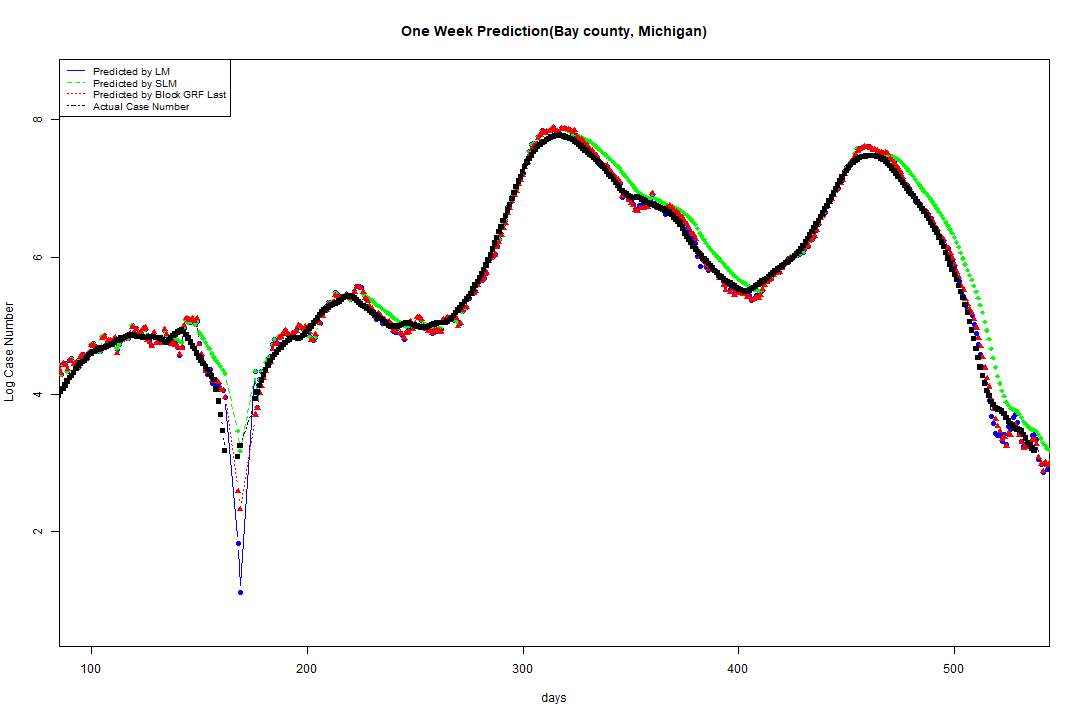 One Week Prediction(Bay county, Michigan)
Predicted by LM
Predicted by SLM
Predicted by Block GRF Last
Actual Case Number
8
6
4
2
Log Case Number
100 200 300 400 500
days